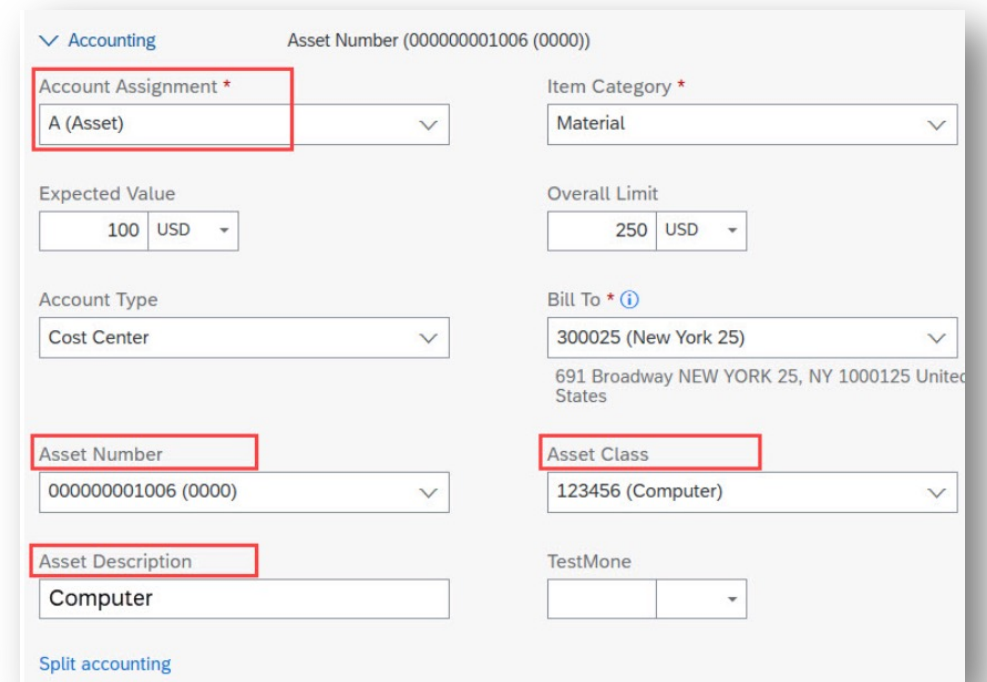 Accounting Asset Number (000000001006 (0000))
Account Assignment * Item Category *
A (Asset) Material
Expected Value Overall Limit
100 USD 250 USD
Account Type Bill To *
Cost Center 300025 (New York 25)
691 Broadway NEW YORK 25, NY 1000125 United
States
Asset Number Asset Class
000000001006 (0000) 123456 (Computer)
Asset Description TestMone
Computer
Split accounting